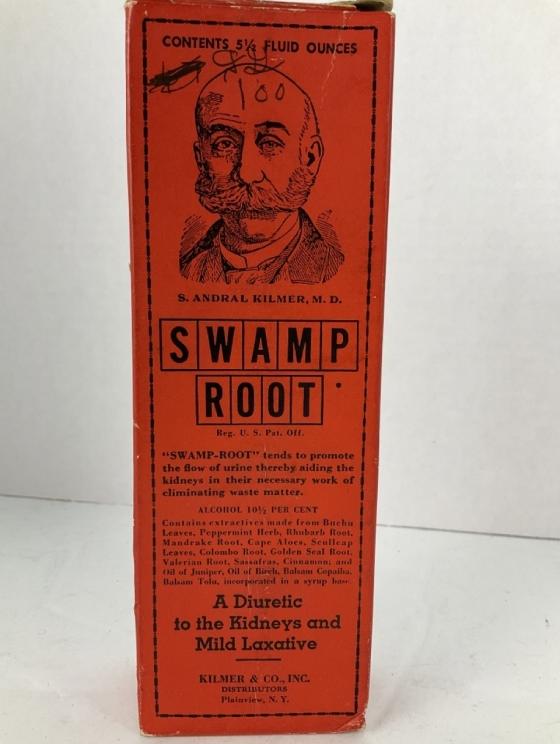 CONTENTS 5½ FLUID OUNCES
100
S. ANDRAL KILMER, M. D.
SWAMP
ROOT
Reg. U. S. Pat. Off.
"SWAMP-ROOT" tends to promote
the flow of urine thereby aiding the
kidneys in their necessary work of
eliminating waste matter.
ALCOHOL 10½ PER CENT
Contains extractives made from Buchu
Leaves, Peppermint Herb, Rhubarb Root,
Mandrake Root, Cape Aloes, Scullcap
Leaves, Colombo Root, Golden Seal Root,
Valerian Root, Sassafras, Cinnamon; and
Oil of Juniper, Oil of Birch, Balsam Copaiba,
Balsam Tolu, incorporated in a syrup base.
A Diuretic
to the Kidneys and
Mild Laxative
KILMER & CO., INC.
DISTRIBUTORS
Plainview, N. Y.